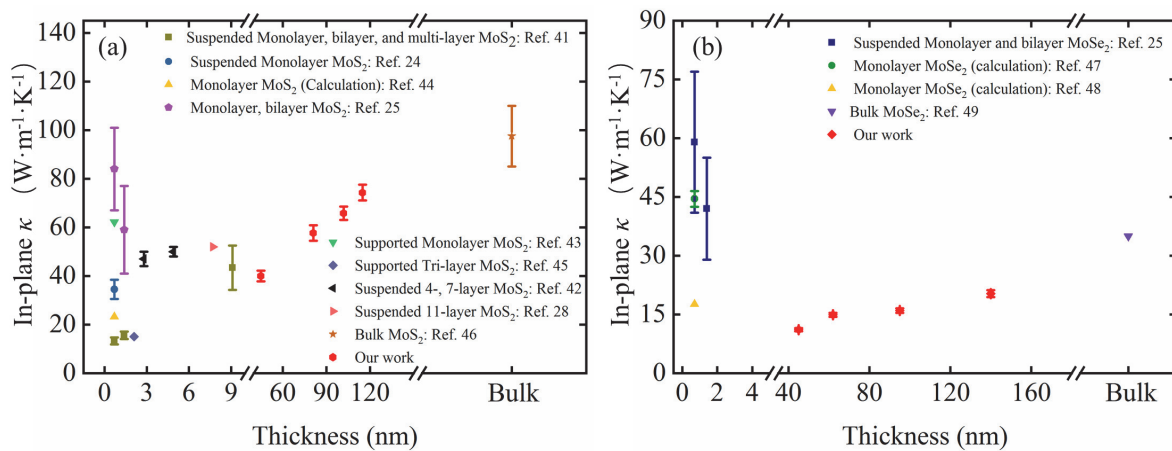 (a)
Suspended Monolayer, bilayer, and multi-layer MoS₂: Ref. 41
Suspended Monolayer MoS₂: Ref. 24
Monolayer MoS₂ (Calculation): Ref. 44
Monolayer, bilayer MoS₂: Ref. 25
Supported Monolayer MoS₂: Ref. 43
Supported Tri-layer MoS₂: Ref. 45
Suspended 4-, 7-layer MoS₂: Ref. 42
Suspended 11-layer MoS₂: Ref. 28
Bulk MoS₂: Ref. 46
Our work
In-plane κ (W·m⁻¹·K⁻¹)
140
120
100
80
60
40
20
0
0 3 6 9 60 90 120 Bulk
Thickness (nm)
(b)
Suspended Monolayer and bilayer MoSe₂: Ref. 25
Monolayer MoSe₂ (calculation): Ref. 47
Monolayer MoSe₂ (calculation): Ref. 48
Bulk MoSe₂: Ref. 49
Our work
In-plane κ (W·m⁻¹·K⁻¹)
90
75
60
45
30
15
0
0 2 4 40 80 120 160 Bulk
Thickness (nm)